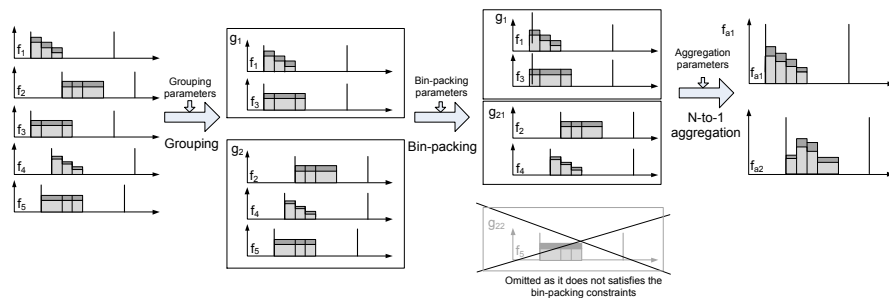 f1
f2
f3
f4
f5
Grouping
parameters
Grouping
g1
f1
f3
g2
f2
f4
f5
Bin-packing
parameters
Bin-packing
g1
f1
f3
g21
f2
f4
g22
f5
Omitted as it does not satisfies the
bin-packing constraints
Aggregation
parameters
N-to-1
aggregation
fa1
fa1
fa2